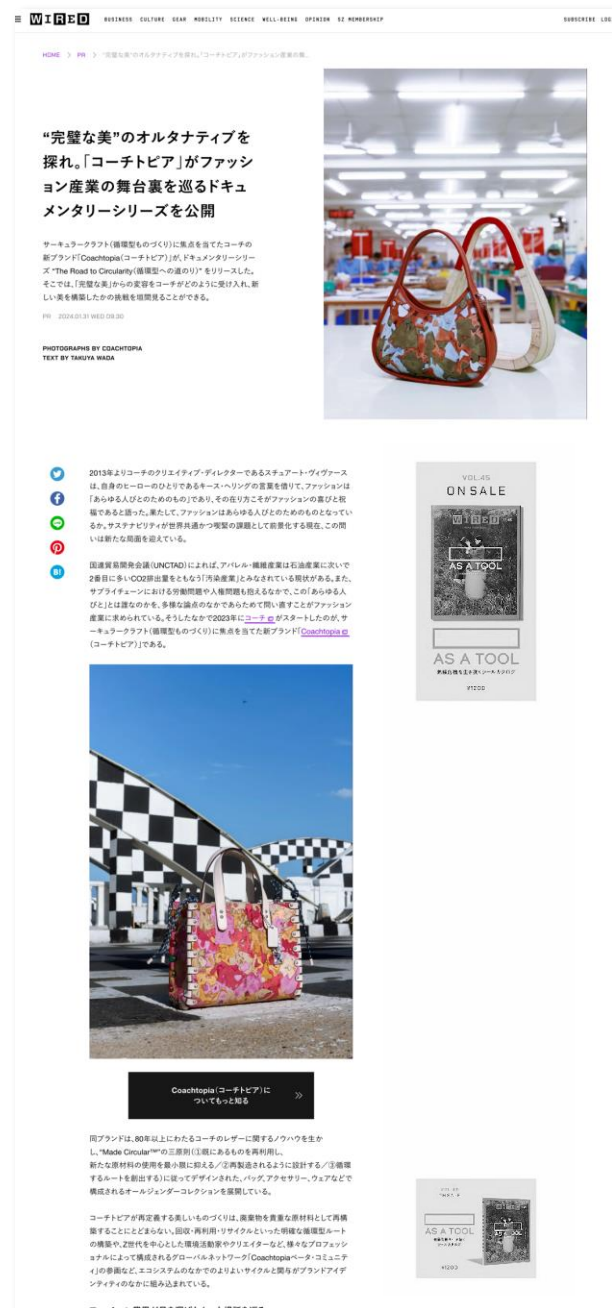 WIRED
BUSINESS CULTURE GEAR MOBILITY SCIENCE WELL-BEING OPINION SZ MEMBERSHIP
SUBSCRIBE LOG
HOME > PR > “完璧な美”のオルタナティブを探れ。「コーチトピア」がファッション産業の舞...
“完璧な美”のオルタナティブを
探れ。「コーチトピア」がファッシ
ョン産業の舞台裏を巡るドキュ
メンタリーシリーズを公開
サーキュラークラフト（循環型ものづくり）に焦点を当てたコーチの
新ブランド「Coachtopia（コーチトピア）」が、ドキュメンタリーシリー
ズ “The Road to Circularity（循環型への道のり）” をリリースした。
そこでは、「完璧な美」からの変容をコーチがどのように受け入れ、新
しい美を構築したかの挑戦を垣間見ることができる。
PR 2024.01.31 WED 09:30
PHOTOGRAPHS BY COACHTOPIA
TEXT BY TAKUYA WADA
2013年よりコーチのクリエイティブ・ディレクターであるスチュアート・ヴィヴァース
は、自身のヒーローのひとりであるキース・ヘリングの言葉を借りて、ファッションは
「あらゆる人びとのためのもの」であり、その在り方こそがファッションの喜びと祝
福であると語った。果たして、ファッションはあらゆる人びとのためのものとなってい
るか。サステナビリティが世界共通かつ喫緊の課題として前景化する現在、この問
いは新たな局面を迎えている。
国連貿易開発会議（UNCTAD）によれば、アパレル・繊維産業は石油産業に次いで
2番目に多いCO2排出量をともなう「汚染産業」とみなされている現状がある。また、
サプライチェーンにおける労働問題や人権問題も抱えるなかで、この「あらゆる人
びと」とは誰なのかを、多様な論点のなかであらためて問い直すことがファッション
産業に求められている。そうしたなかで2023年にコーチがスタートしたのが、サ
ーキュラークラフト（循環型ものづくり）に焦点を当てた新ブランド「Coachtopia
（コーチトピア）」である。
VOL.45
ON SALE
WIRED
AS A TOOL
AS A TOOL
¥1200
Coachtopia（コーチトピア）に
ついてもっと知る
同ブランドは、80年以上にわたるコーチのレザーに関するノウハウを生か
し、“Made Circular™”の三原則（①既にあるものを再利用し、
新たな原材料の使用を最小限に抑える／②再製造されるように設計する／③循環
するルートを創出する）に従ってデザインされた、バッグ、アクセサリー、ウェアなどで
構成されるオールジェンダーコレクションを展開している。
コーチトピアが再定義する美しいものづくりは、廃棄物を貴重な原材料として再構
築することにとどまらない。回収・再利用・リサイクルといった明確な循環型ルート
の構築や、Z世代を中心とした環境活動家やクリエイターなど、様々なプロフェッシ
ョナルによって構成されるグローバルネットワーク「Coachtopiaベータ・コミュニテ
ィ」の参画など、エコシステムのなかでのよりよいサイクルと関与がブランドアイデ
ンティティのなかに組み込まれている。
AS A TOOL
¥1200